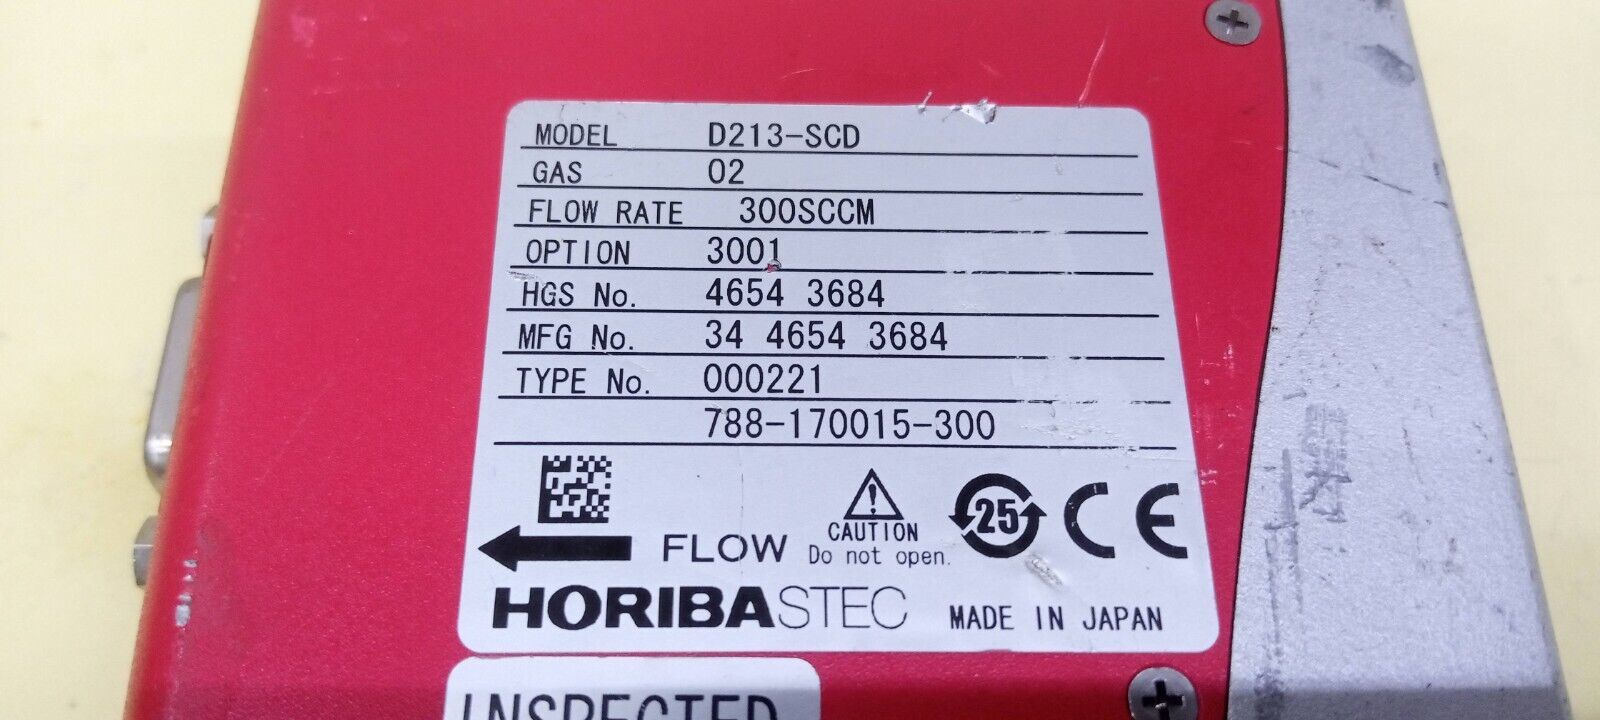 MODEL D213-SCD
GAS O2
FLOW RATE 300SCCM
OPTION 3001
HGS No. 4654 3684
MFG No. 34 4654 3684
TYPE No. 000221
788-170015-300
FLOW
CAUTION
Do not open.
25
CE
HORIBASTEC
MADE IN JAPAN
INSPECTED